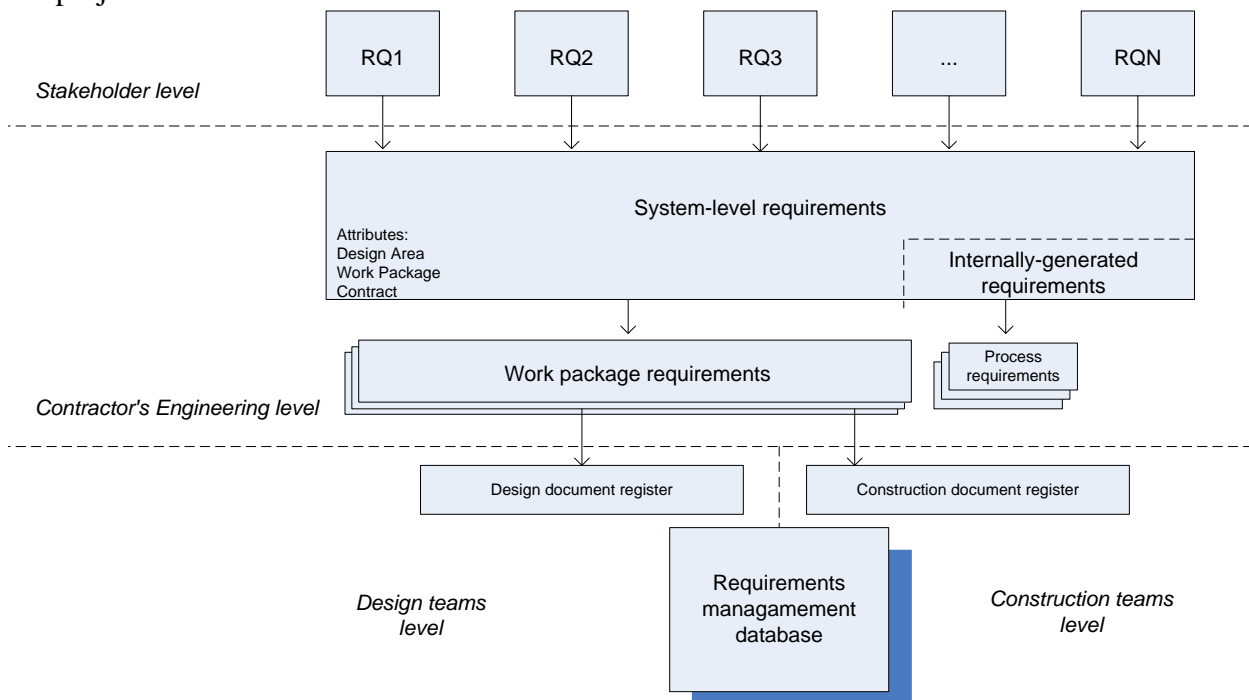 RQ1
RQ2
RQ3
...
RQN
Stakeholder level
System-level requirements
Attributes:
Design Area
Work Package
Contract
Internally-generated
requirements
Work package requirements
Process
requirements
Contractor's Engineering level
Design document register
Construction document register
Requirements
managamement
database
Design teams
level
Construction teams
level